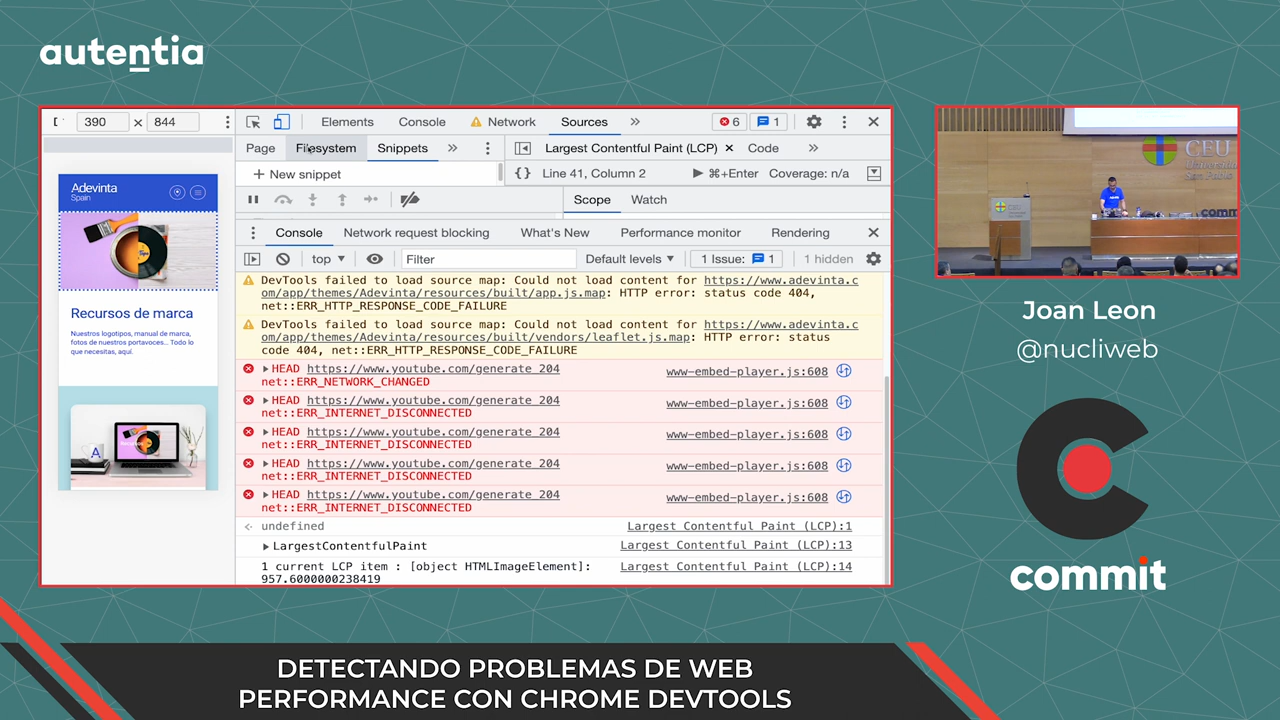 autentia
390 × 844
Elements Console Network Sources » 6 1
Page Filesystem Snippets » Largest Contentful Paint (LCP) × Code »
+ New snippet
{} Line 41, Column 2 ▶ ⌘+Enter Coverage: n/a
Scope Watch
Console Network request blocking What's New Performance monitor Rendering
top ▼ Filter Default levels ▼ 1 Issue: 1 1 hidden
DevTools failed to load source map: Could not load content for https://www.adevinta.c
om/app/themes/Adevinta/resources/built/app.js.map: HTTP error: status code 404,
net::ERR_HTTP_RESPONSE_CODE_FAILURE
DevTools failed to load source map: Could not load content for https://www.adevinta.c
om/app/themes/Adevinta/resources/built/vendors/leaflet.js.map: HTTP error: status
code 404, net::ERR_HTTP_RESPONSE_CODE_FAILURE
▶ HEAD https://www.youtube.com/generate_204 www-embed-player.js:608
net::ERR_NETWORK_CHANGED
▶ HEAD https://www.youtube.com/generate_204 www-embed-player.js:608
net::ERR_INTERNET_DISCONNECTED
▶ HEAD https://www.youtube.com/generate_204 www-embed-player.js:608
net::ERR_INTERNET_DISCONNECTED
▶ HEAD https://www.youtube.com/generate_204 www-embed-player.js:608
net::ERR_INTERNET_DISCONNECTED
▶ HEAD https://www.youtube.com/generate_204 www-embed-player.js:608
net::ERR_INTERNET_DISCONNECTED
undefined Largest Contentful Paint (LCP):1
▶ LargestContentfulPaint Largest Contentful Paint (LCP):13
1 current LCP item : [object HTMLImageElement]: Largest Contentful Paint (LCP):14
957.6000000238419
Adevinta
Spain
Recursos de marca
Nuestros logotipos, manual de marca,
fotos de nuestros portavoces... Todo lo
que necesitas, aquí.
A
CEU
Universidad
San Pablo
CEU
comm
Joan Leon
@nucliweb
commit
DETECTANDO PROBLEMAS DE WEB
PERFORMANCE CON CHROME DEVTOOLS